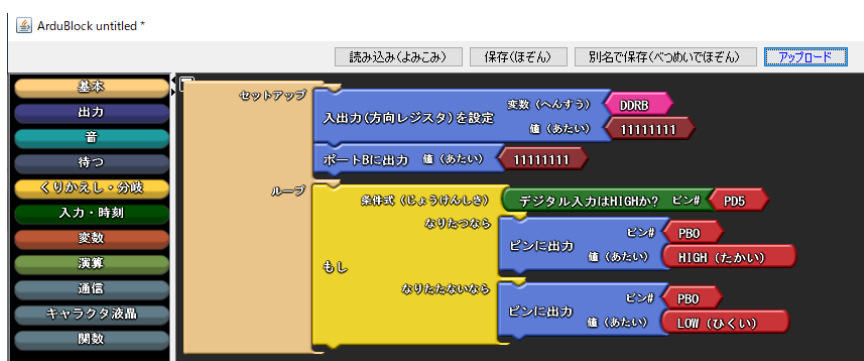 ArduBlock untitled *
読み込み(よみこみ) 保存(ほぞん) 別名で保存(べつめいでほぞん) アップロード
基本
出力
音
待つ
くりかえし・分岐
入力・時刻
変数
演算
通信
キャラクタ液晶
関数
セットアップ
入出力(方向レジスタ)を設定
変数 (へんすう) DDRB
値 (あたい) 11111111
ポートBに出力 値 (あたい) 11111111
ループ
もし
条件式 (じょうけんしき) デジタル入力はHIGHか? ピン# PD5
なりたつなら
ピンに出力
ピン# PB0
値 (あたい) HIGH (たかい)
なりたたないなら
ピンに出力
ピン# PB0
値 (あたい) LOW (ひくい)